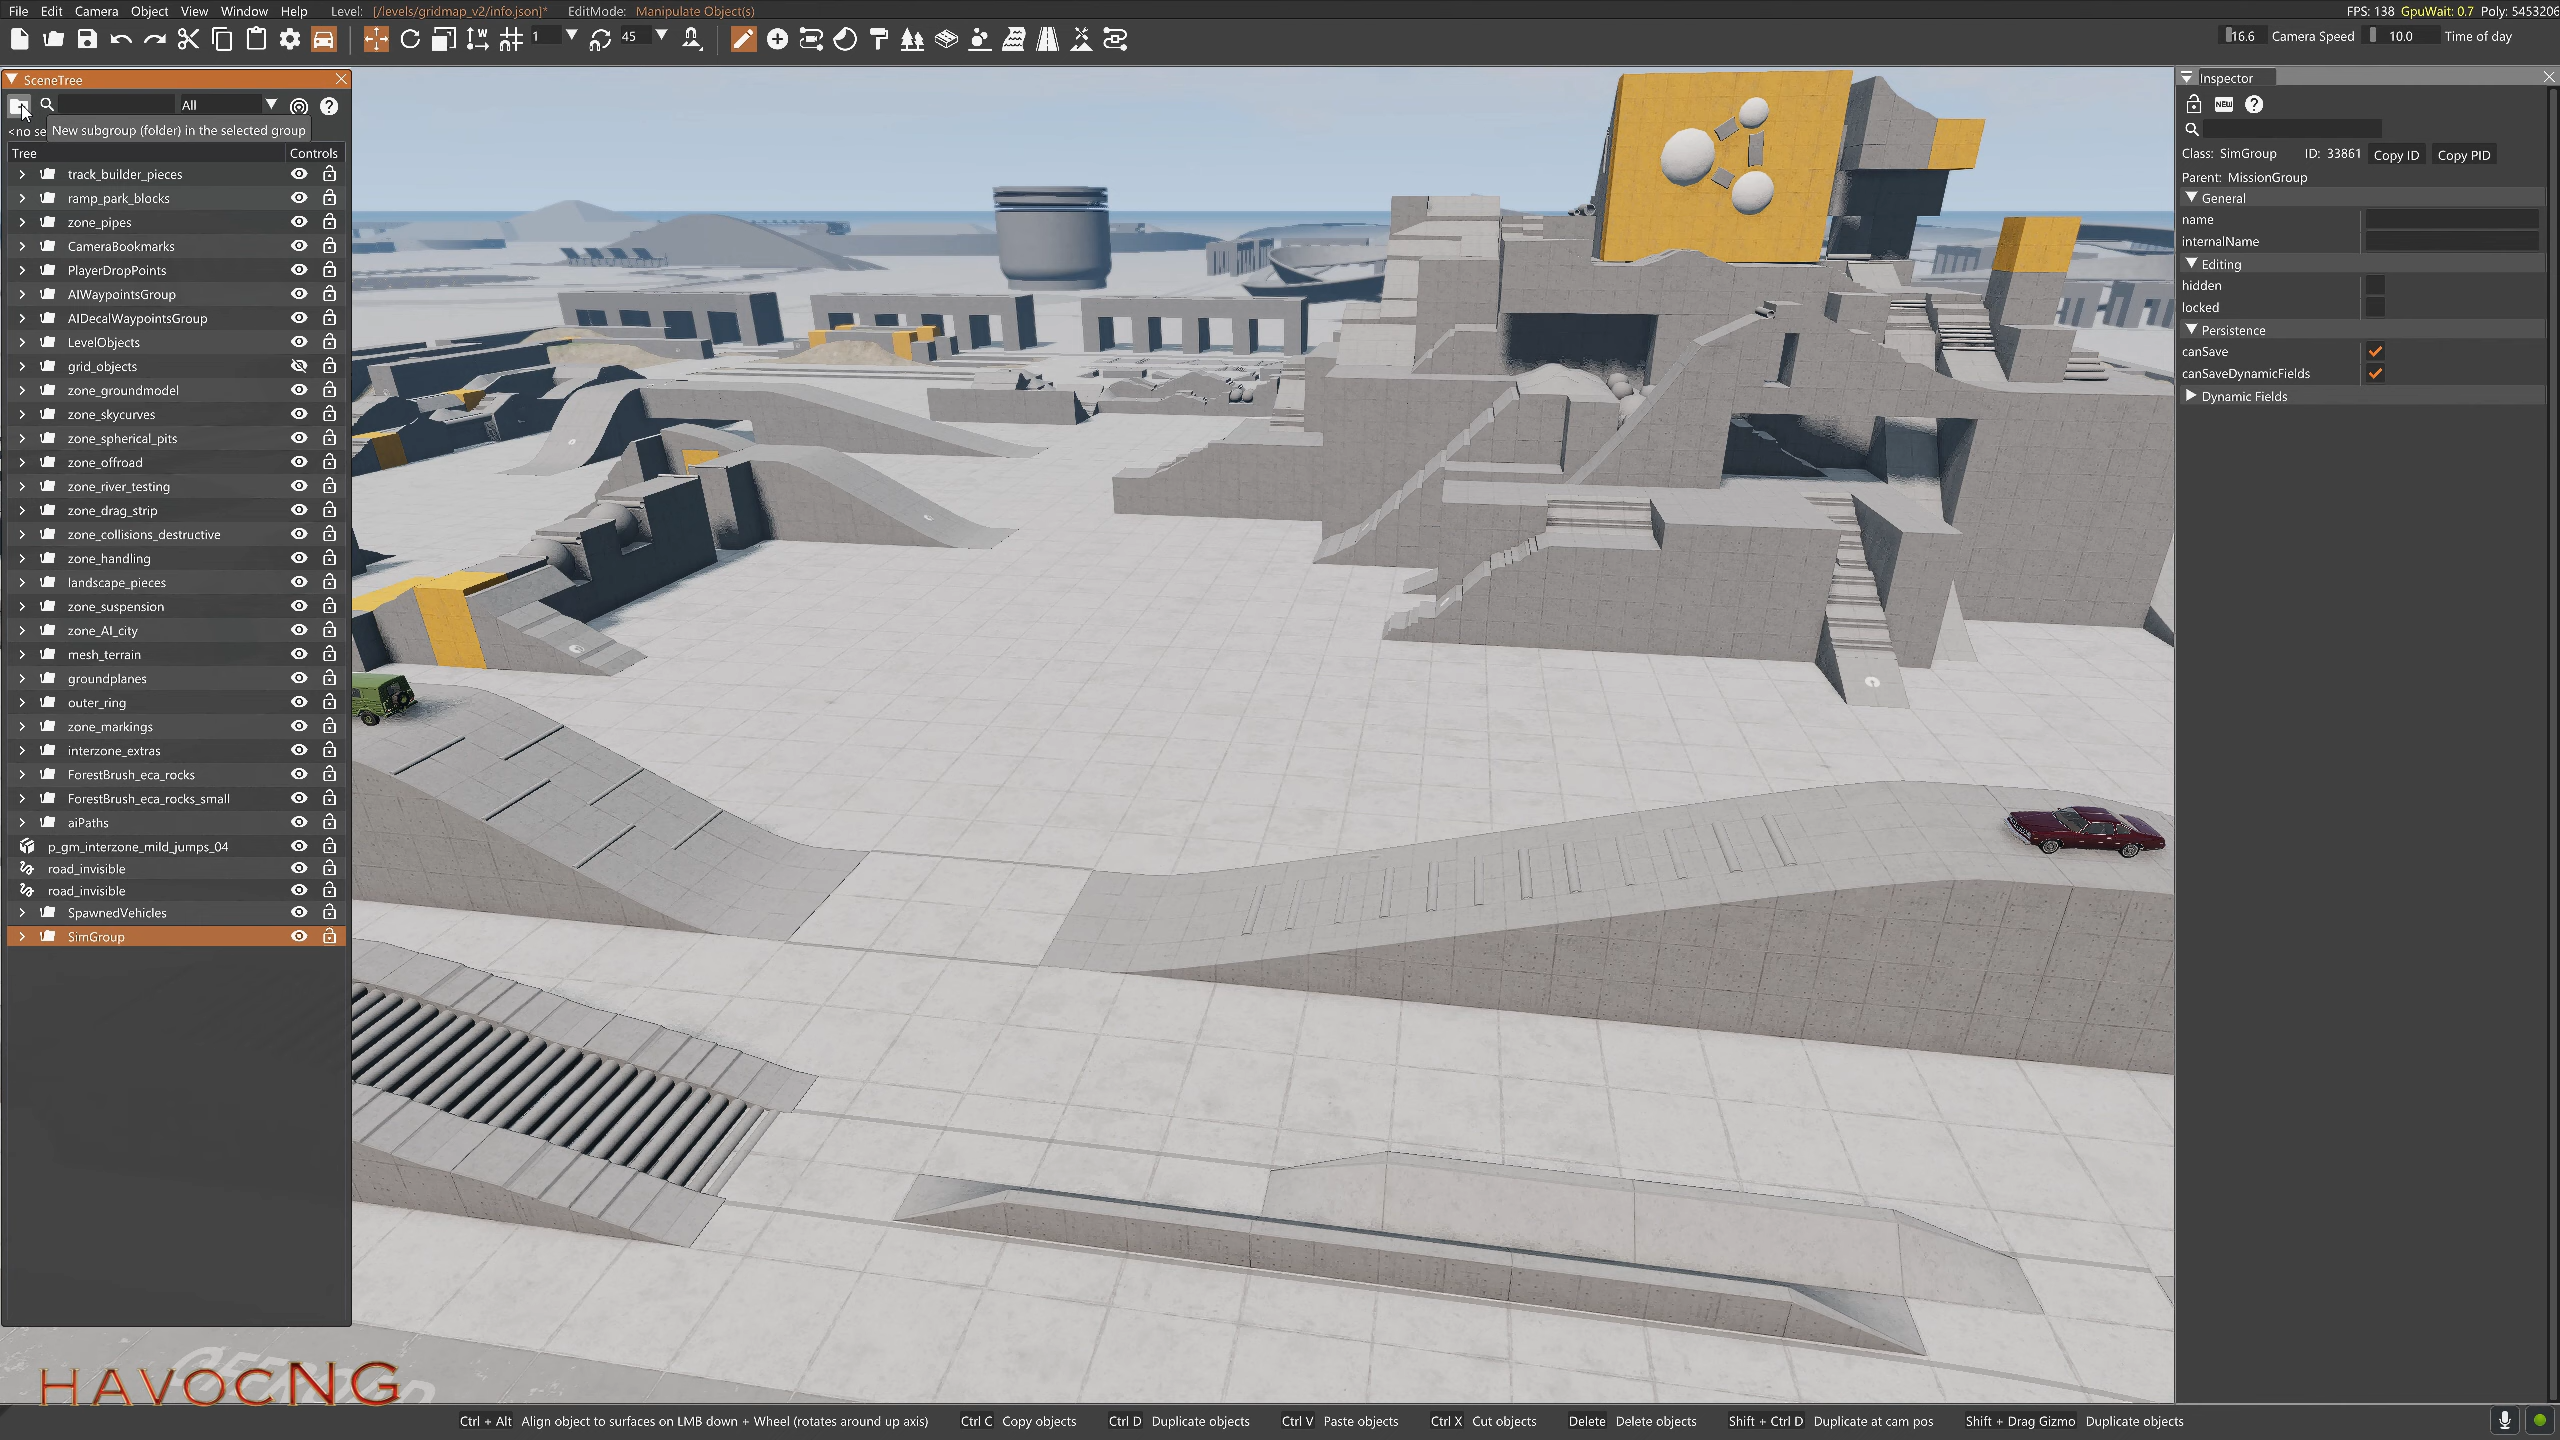 File Edit Camera Object View Window Help Level: [/levels/gridmap_v2/info.json]* EditMode: Manipulate Object(s) FPS: 138 GpuWait: 0.7 Poly: 5453206
1 45 16.6 Camera Speed 10.0 Time of day
SceneTree
All
<no se
New subgroup (folder) in the selected group
Tree Controls
track_builder_pieces
ramp_park_blocks
zone_pipes
CameraBookmarks
PlayerDropPoints
AIWaypointsGroup
AIDecalWaypointsGroup
LevelObjects
grid_objects
zone_groundmodel
zone_skycurves
zone_spherical_pits
zone_offroad
zone_river_testing
zone_drag_strip
zone_collisions_destructive
zone_handling
landscape_pieces
zone_suspension
zone_AI_city
mesh_terrain
groundplanes
outer_ring
zone_markings
interzone_extras
ForestBrush_eca_rocks
ForestBrush_eca_rocks_small
aiPaths
p_gm_interzone_mild_jumps_04
road_invisible
road_invisible
SpawnedVehicles
SimGroup
Inspector
NEW
Class: SimGroup ID: 33861 Copy ID Copy PID
Parent: MissionGroup
General
name
internalName
Editing
hidden
locked
Persistence
canSave
canSaveDynamicFields
Dynamic Fields
HAVOCNG
Ctrl + Alt Align object to surfaces on LMB down + Wheel (rotates around up axis) Ctrl C Copy objects Ctrl D Duplicate objects Ctrl V Paste objects Ctrl X Cut objects Delete Delete objects Shift + Ctrl D Duplicate at cam pos Shift + Drag Gizmo Duplicate objects